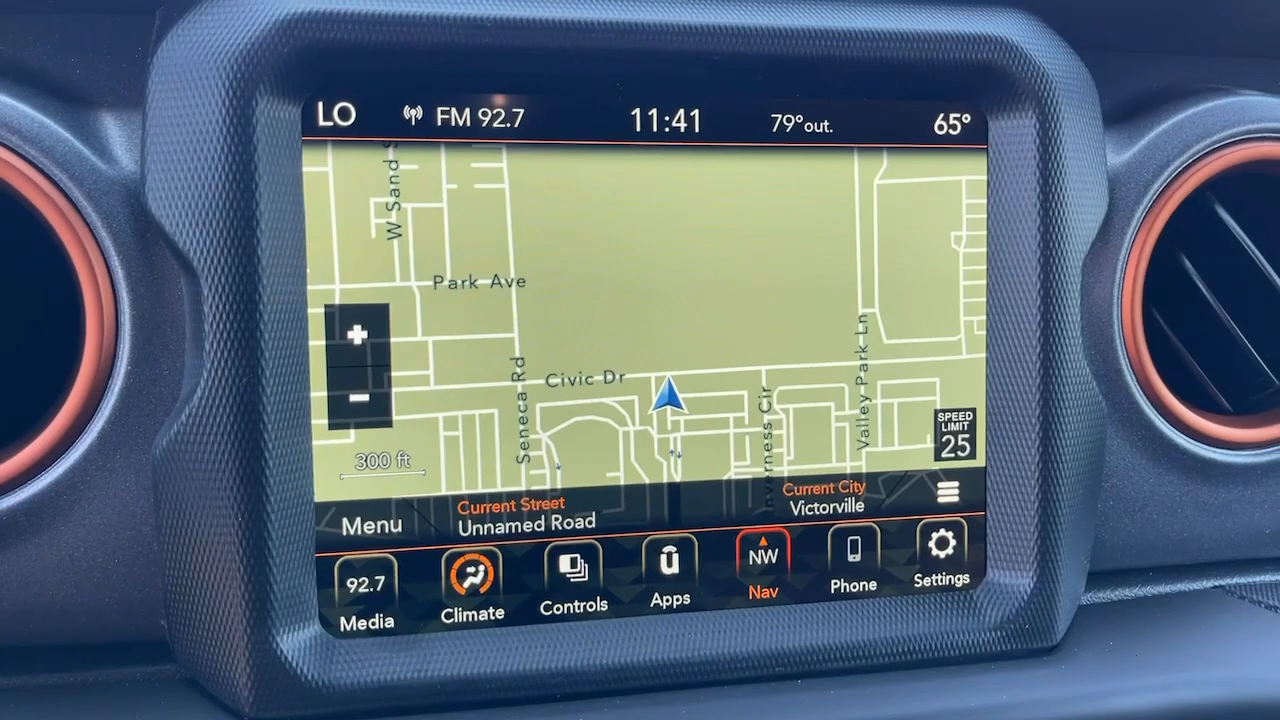 LO
FM 92.7
11:41
79°out.
65°
W Sand S
Park Ave
Civic Dr
Seneca Rd
Inverness Cir
Valley Park Ln
SPEED
LIMIT
25
300 ft
Menu
Current Street
Unnamed Road
Current City
Victorville
92.7
Media
Climate
Controls
Apps
NW
Nav
Phone
Settings